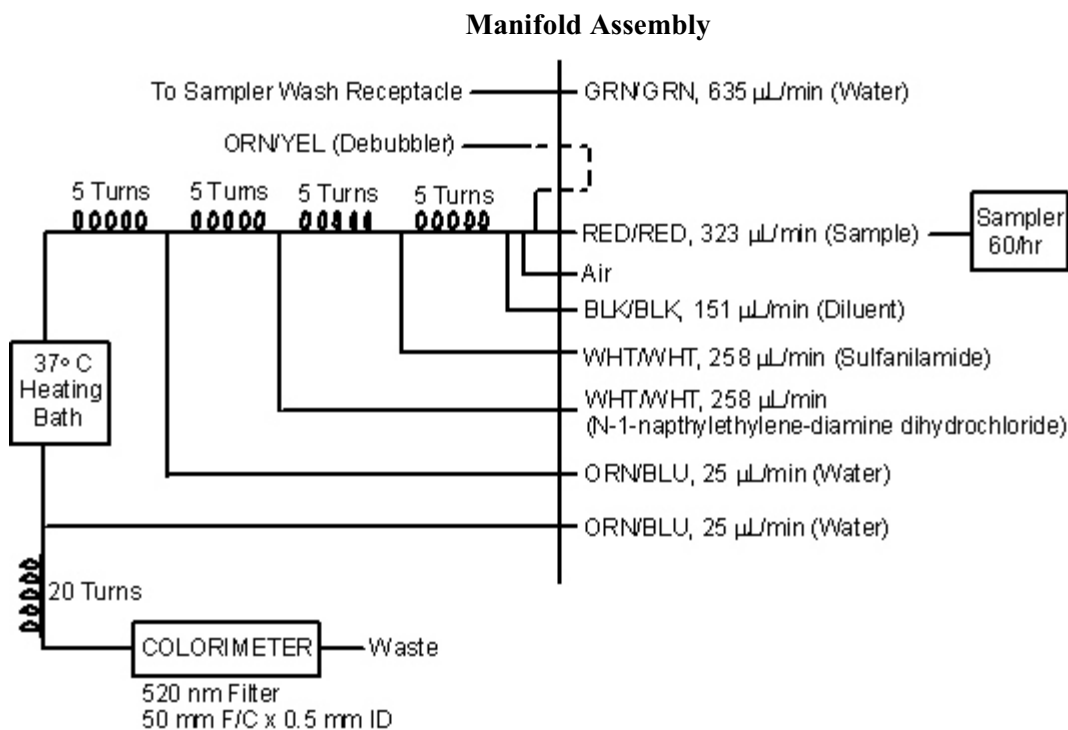 Manifold Assembly
To Sampler Wash Receptacle
GRN/GRN, 635 µL/min (Water)
ORN/YEL (Debubbler)
5 Turns
5 Turns
5 Turns
5 Turns
RED/RED, 323 µL/min (Sample)
Sampler
60/hr
Air
BLK/BLK, 151 µL/min (Diluent)
WHT/WHT, 258 µL/min (Sulfanilamide)
37° C
Heating
Bath
WHT/WHT, 258 µL/min
(N-1-napthylethylene-diamine dihydrochloride)
ORN/BLU, 25 µL/min (Water)
ORN/BLU, 25 µL/min (Water)
20 Turns
COLORIMETER
Waste
520 nm Filter
50 mm F/C x 0.5 mm ID